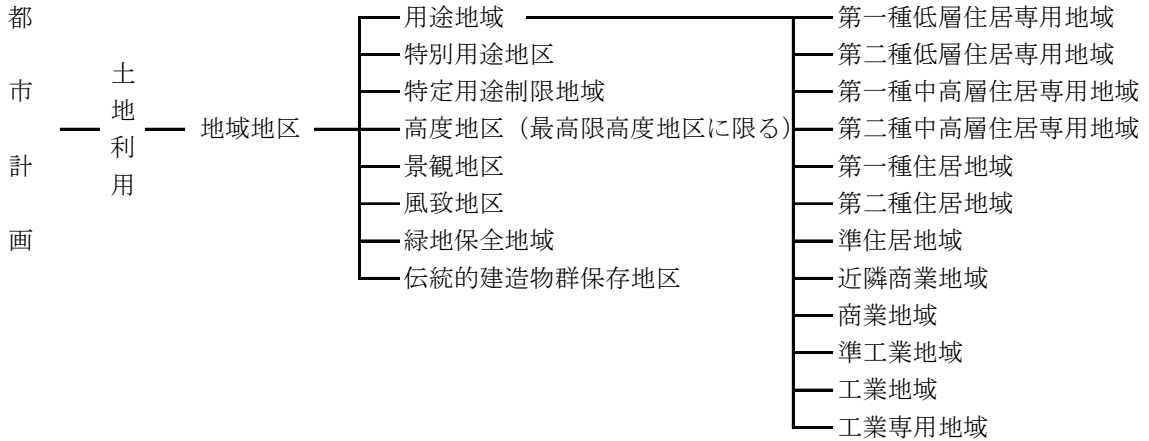 都市計画
土地利用
地域地区
用途地域
特別用途地区
特定用途制限地域
高度地区（最高限高度地区に限る）
景観地区
風致地区
緑地保全地域
伝統的建造物群保存地区
第一種低層住居専用地域
第二種低層住居専用地域
第一種中高層住居専用地域
第二種中高層住居専用地域
第一種住居地域
第二種住居地域
準住居地域
近隣商業地域
商業地域
準工業地域
工業地域
工業専用地域